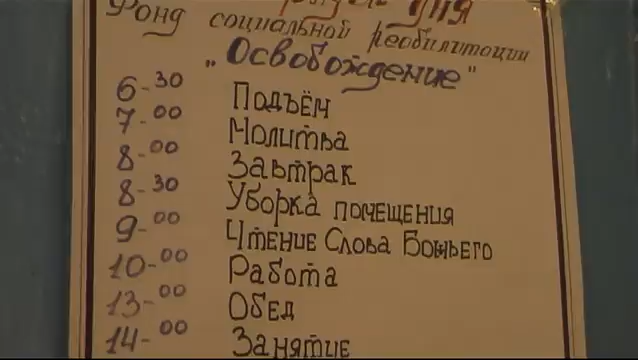 дня
Фонд социальной реабилитации
„Освобождение"
6-30 Подъём
7-00 Молитва
8-00 Завтрак
8-30 Уборка помещения
9-00 Чтение Слова Божьего
10-00 Работа
13-00 Обед
14-00 Занятие